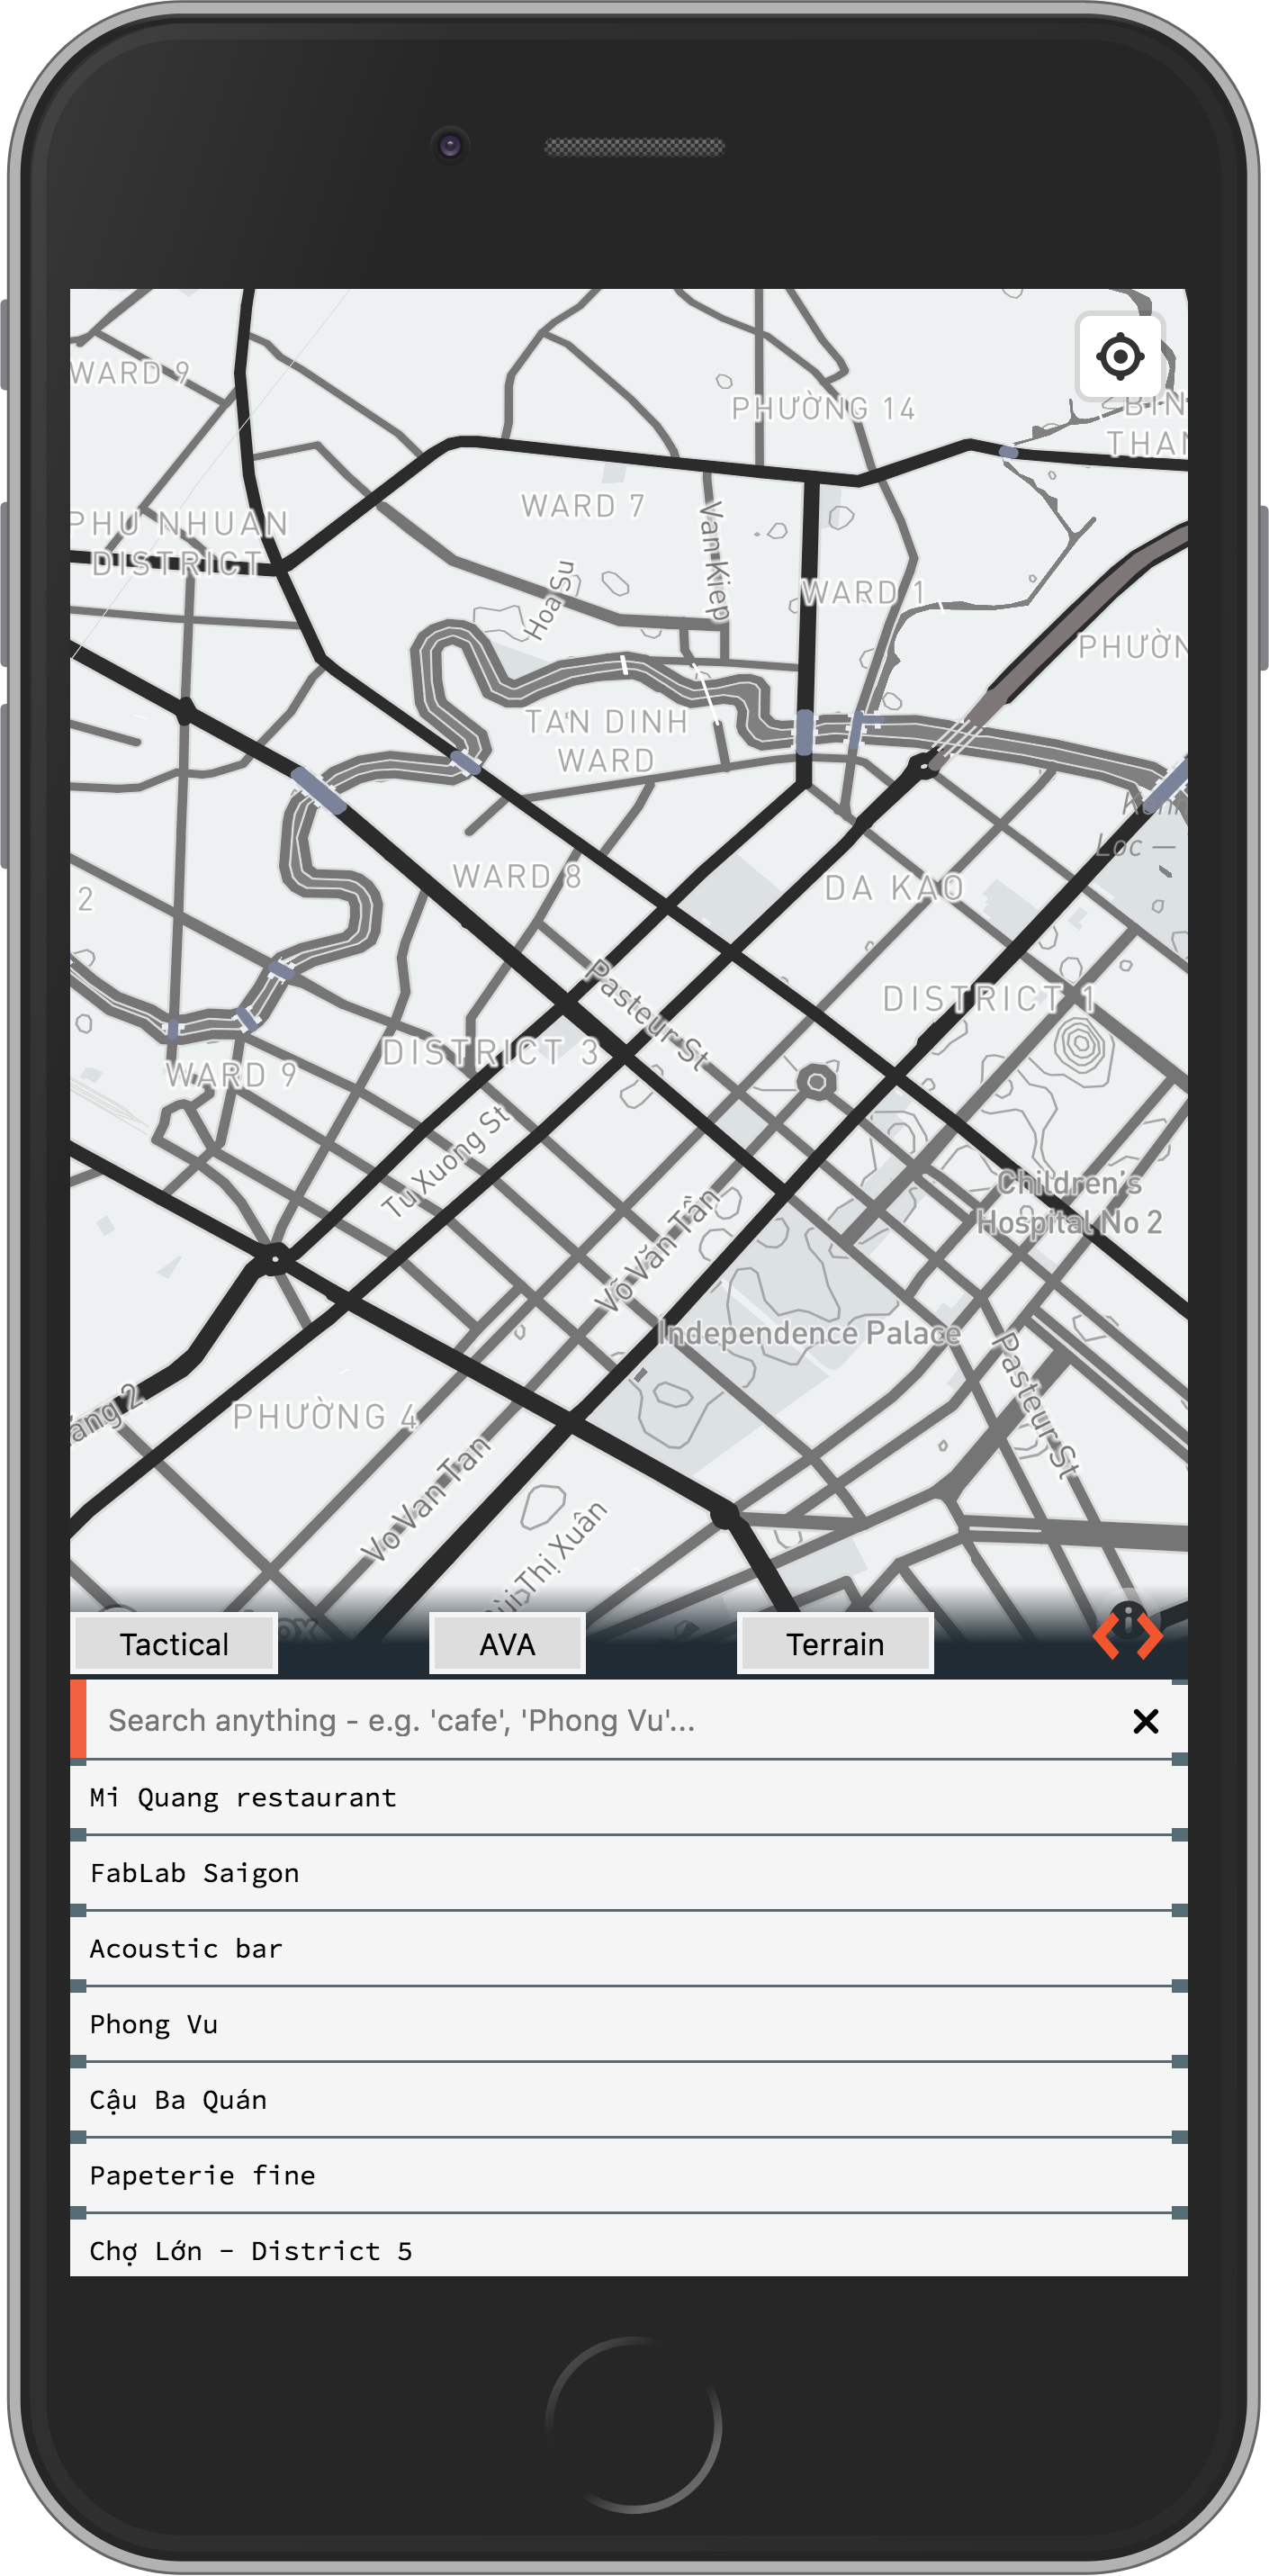 WARD 9
PHƯỜNG 14
BIN
THAN
WARD 7
Van Kiep
PHU NHUAN
DISTRICT
Hoa Su
WARD 1
PHƯỜN
TAN DINH
WARD
Kenh
Loc —
WARD 8
DA KAO
2
Pasteur St
DISTRICT 1
DISTRICT 3
WARD 9
Tu Xuong St
Children's
Hospital No 2
Võ Văn Tần
Independence Palace
Pasteur St
ang 2
PHƯỜNG 4
Vo Van Tan
Bùi Thị Xuân
Tactical
AVA
Terrain
Search anything - e.g. 'cafe', 'Phong Vu'...
Mi Quang restaurant
FabLab Saigon
Acoustic bar
Phong Vu
Cậu Ba Quán
Papeterie fine
Chợ Lớn - District 5